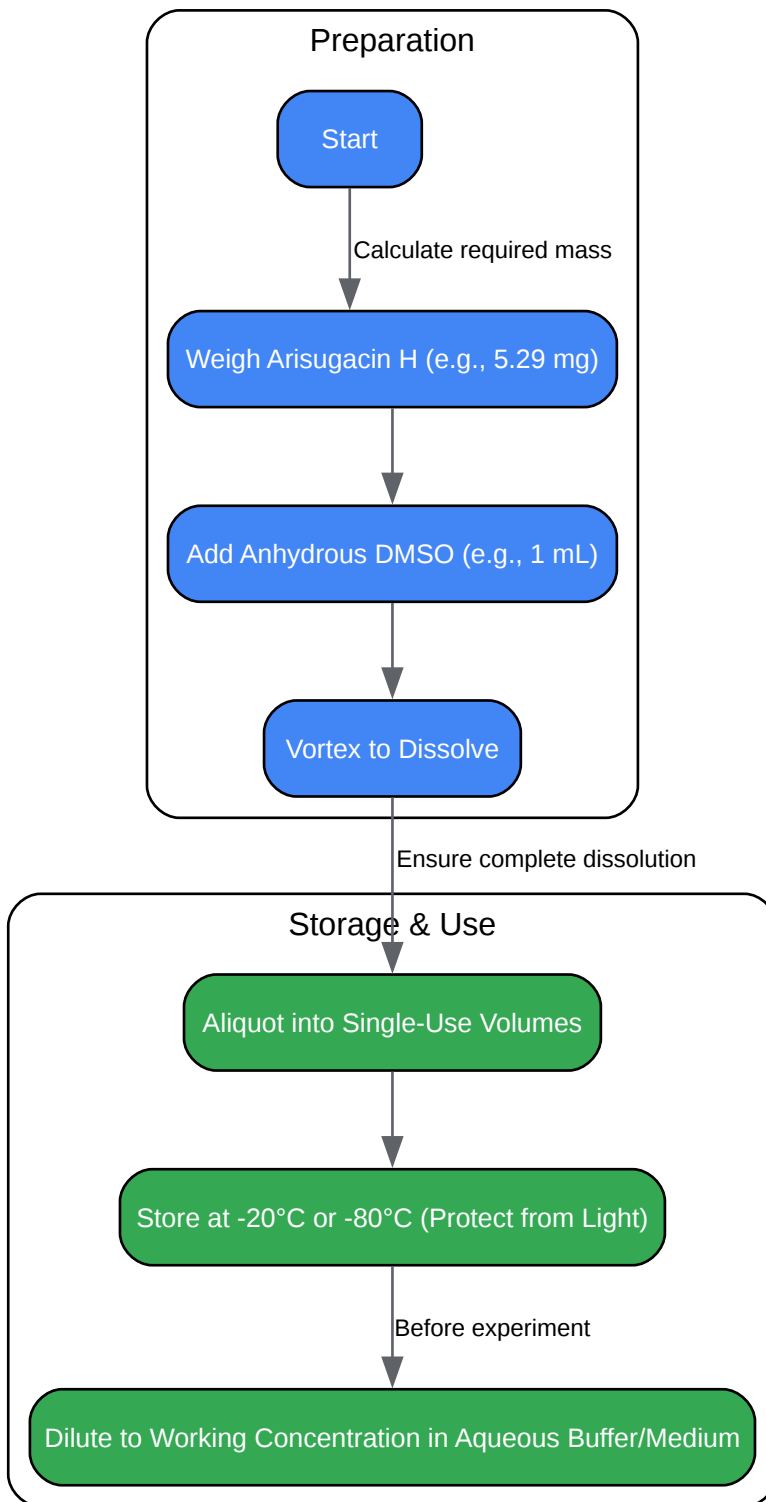 Preparation
Start
Calculate required mass
Weigh Arisugacin H (e.g., 5.29 mg)
Add Anhydrous DMSO (e.g., 1 mL)
Vortex to Dissolve
Ensure complete dissolution
Storage & Use
Aliquot into Single-Use Volumes
Store at -20°C or -80°C (Protect from Light)
Before experiment
Dilute to Working Concentration in Aqueous Buffer/Medium